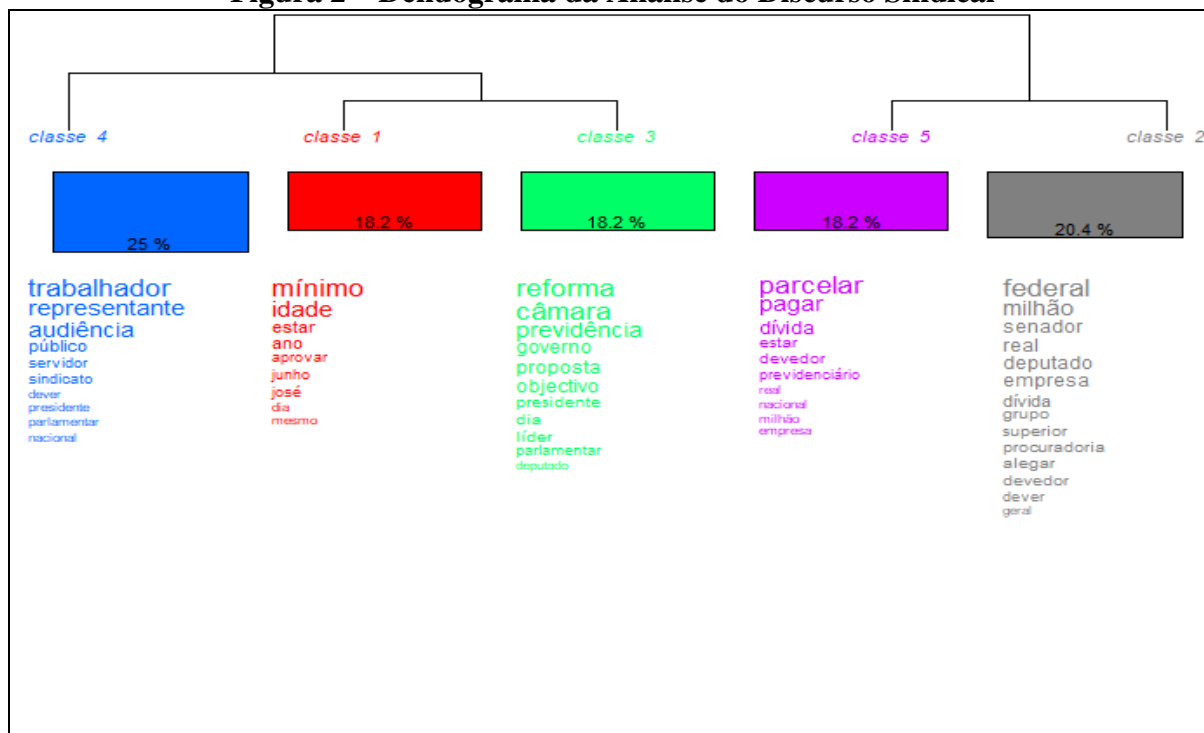 Figura 2 – Dendograma da Análise do Discurso Sindical
classe 4
classe 1
classe 3
classe 5
classe 2
25 %
18.2 %
18.2 %
18.2 %
20.4 %
trabalhador
representante
audiência
público
servidor
sindicato
dever
presidente
parlamentar
nacional
mínimo
idade
estar
ano
aprovar
junho
josé
dia
mesmo
reforma
câmara
previdência
governo
proposta
objectivo
presidente
dia
líder
parlamentar
deputado
parcelar
pagar
dívida
estar
devedor
previdenciário
real
nacional
milhão
empresa
federal
milhão
senador
real
deputado
empresa
dívida
grupo
superior
procuradoria
alegar
devedor
dever
geral